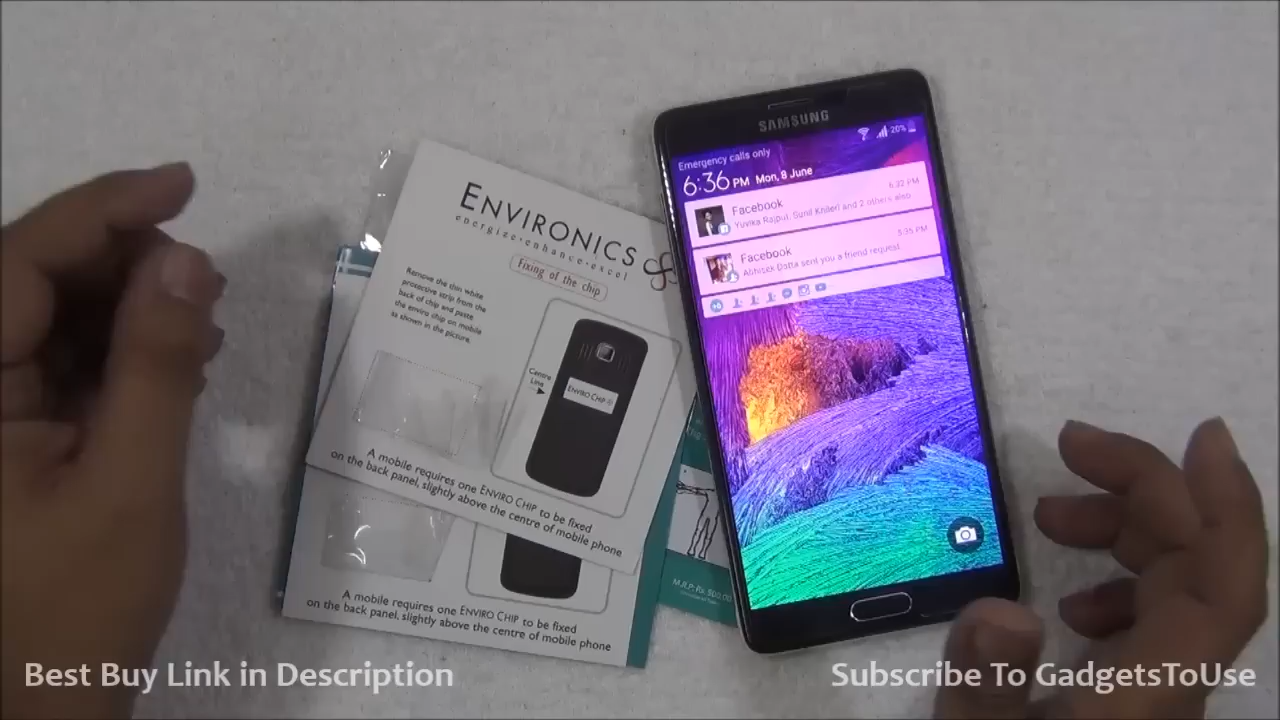 ENVIRONICS
energize•enhance•excel
Fixing of the chip
Remove the thin white
protective strip from the
back of chip and paste
the enviro chip on mobile
as shown in the picture.
Centre
Line
ENVIRO CHIP
A mobile requires one ENVIRO CHIP to be fixed
on the back panel, slightly above the centre of mobile phone
A mobile requires one ENVIRO CHIP to be fixed
on the back panel, slightly above the centre of mobile phone
M.R.P: Rs. 500.00
SAMSUNG
20%
Emergency calls only
6:36 PM Mon, 8 June
Facebook 6:32 PM
Yuvika Rajput, Sunil Khileri and 2 others also
Facebook 5:35 PM
Abhisek Datta sent you a friend request.
Best Buy Link in Description
Subscribe To GadgetsToUse